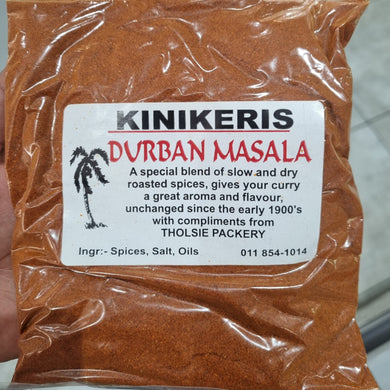 KINIKERIS
DURBAN MASALA
A special blend of slow and dry
roasted spices, gives your curry
a great aroma and flavour,
unchanged since the early 1900's
with compliments from
THOLSIE PACKERY
Ingr:- Spices, Salt, Oils 011 854-1014